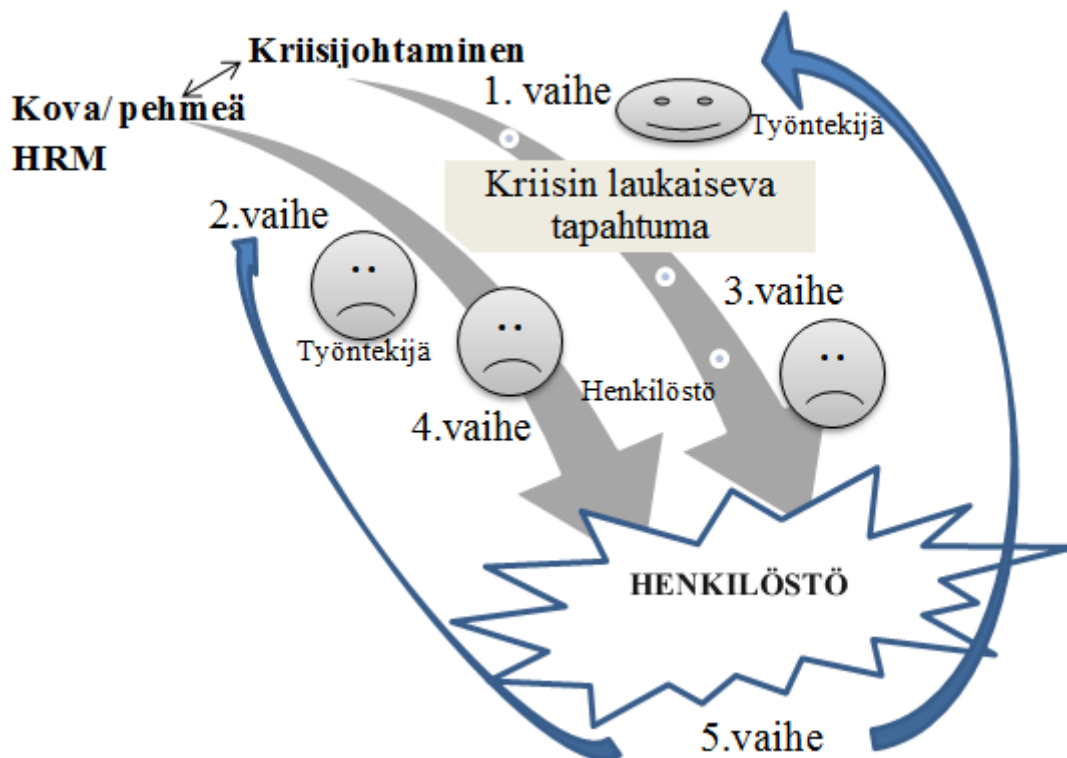 Kriisijohtaminen
Kova/ pehmeä
HRM
1. vaihe
Työntekijä
Kriisin laukaiseva
tapahtuma
2.vaihe
Työntekijä
3.vaihe
Henkilöstö
4.vaihe
HENKILÖSTÖ
5.vaihe